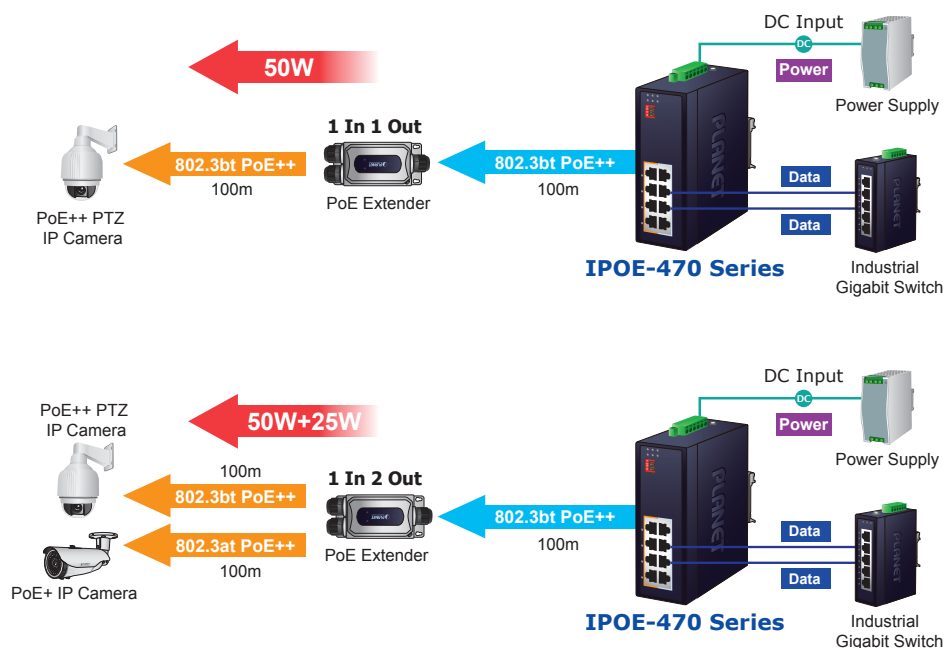 DC Input
DC
Power
50W
Power Supply
PLANET
1 In 1 Out
802.3bt PoE++
802.3bt PoE++
Data
PLANET
100m
100m
PoE Extender
Data
PoE++ PTZ
IP Camera
IPOE-470 Series
Industrial
Gigabit Switch
DC Input
DC
Power
PoE++ PTZ
IP Camera
50W+25W
Power Supply
100m
PLANET
1 In 2 Out
802.3bt PoE++
802.3bt PoE++
Data
PLANET
802.3at PoE++
PoE Extender
100m
100m
Data
PoE+ IP Camera
IPOE-470 Series
Industrial
Gigabit Switch